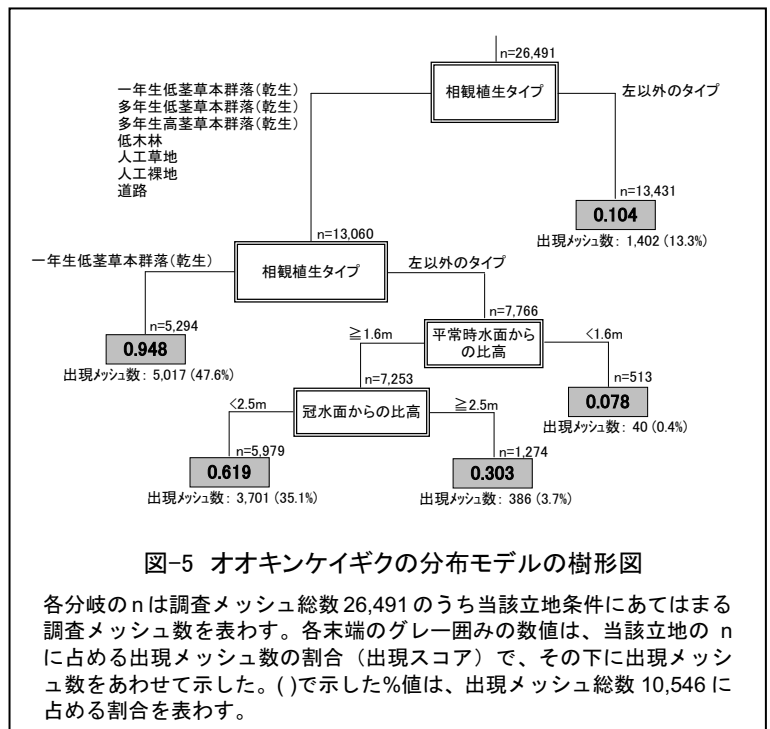 n=26,491
相観植生タイプ
一年生低茎草本群落(乾生)
多年生低茎草本群落(乾生)
多年生高茎草本群落(乾生)
低木林
人工草地
人工裸地
道路
左以外のタイプ
n=13,431
0.104
出現メッシュ数: 1,402 (13.3%)
n=13,060
相観植生タイプ
一年生低茎草本群落(乾生)
左以外のタイプ
n=5,294
0.948
出現メッシュ数: 5,017 (47.6%)
n=7,766
平常時水面から
の比高
≧1.6m
<1.6m
n=513
0.078
出現メッシュ数: 40 (0.4%)
n=7,253
冠水面からの比高
<2.5m
≧2.5m
n=5,979
0.619
出現メッシュ数: 3,701 (35.1%)
n=1,274
0.303
出現メッシュ数: 386 (3.7%)
図-5 オオキンケイギクの分布モデルの樹形図
各分岐のnは調査メッシュ総数 26,491 のうち当該立地条件にあてはまる
調査メッシュ数を表わす。各末端のグレー囲みの数値は、当該立地の n
に占める出現メッシュ数の割合（出現スコア）で、その下に出現メッシ
ュ数をあわせて示した。( )で示した%値は、出現メッシュ総数 10,546 に
占める割合を表わす。